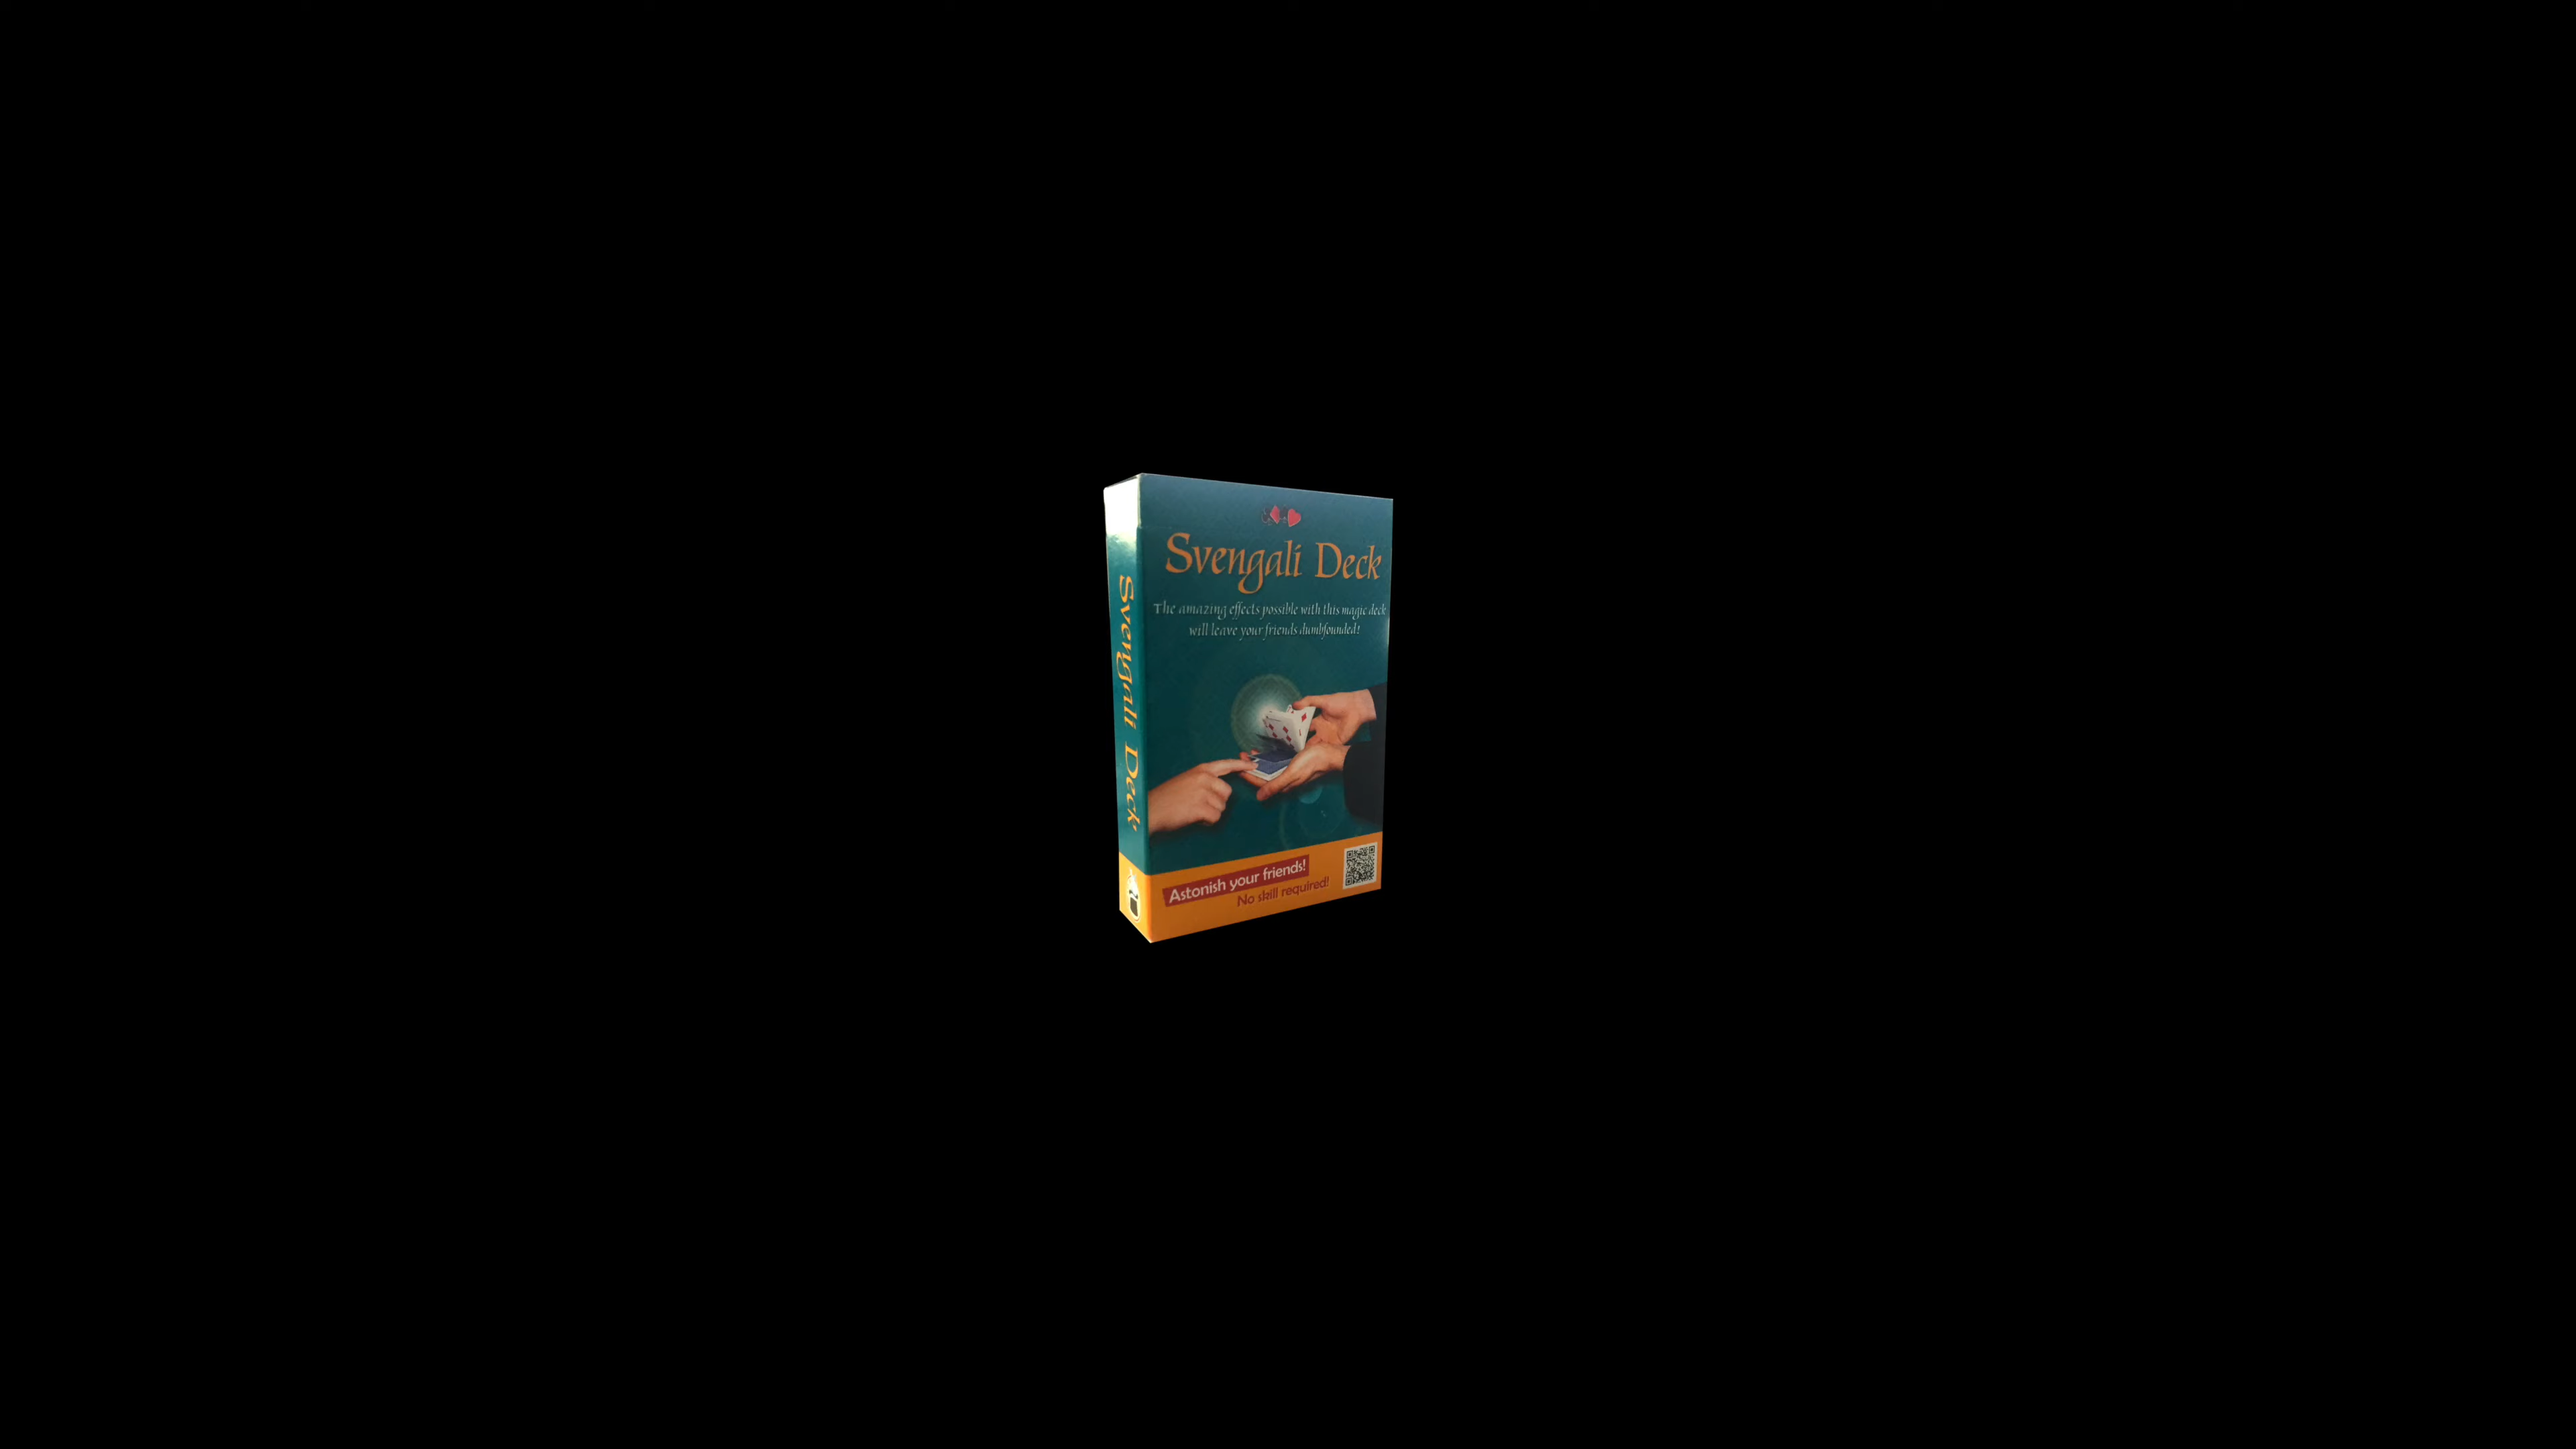 Svengali Deck
The amazing effects possible with this magic deck
will leave your friends dumbfounded!
Astonish your friends!
No skill required!
Svengali Deck